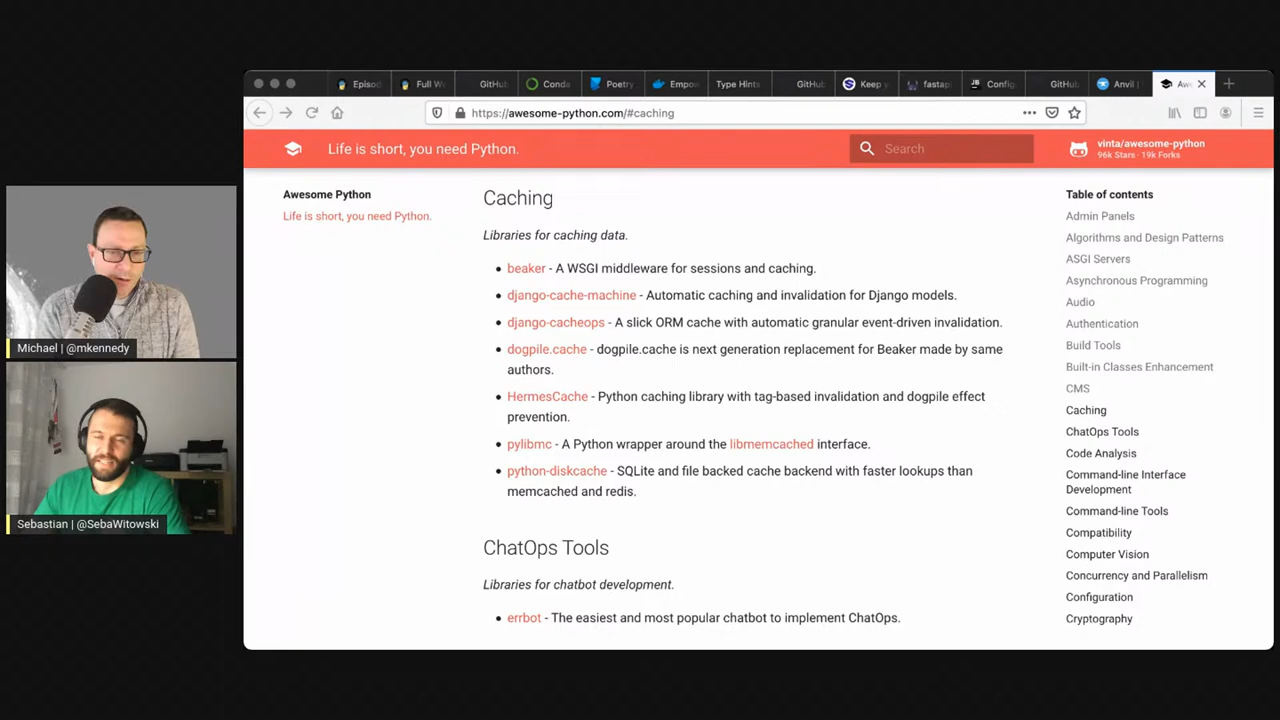 Episod
Full W
GitHub
Conda
Poetry
Empow
Type Hints
GitHub
Keep y
fastap
Config
GitHub
Anvil |
Aw
https://awesome-python.com/#caching
Life is short, you need Python.
Search
vinta/awesome-python
96k Stars · 19k Forks
Awesome Python
Life is short, you need Python.
Caching
Libraries for caching data.
beaker - A WSGI middleware for sessions and caching.
django-cache-machine - Automatic caching and invalidation for Django models.
django-cacheops - A slick ORM cache with automatic granular event-driven invalidation.
dogpile.cache - dogpile.cache is next generation replacement for Beaker made by same
authors.
HermesCache - Python caching library with tag-based invalidation and dogpile effect
prevention.
pylibmc - A Python wrapper around the libmemcached interface.
python-diskcache - SQLite and file backed cache backend with faster lookups than
memcached and redis.
ChatOps Tools
Libraries for chatbot development.
errbot - The easiest and most popular chatbot to implement ChatOps.
Table of contents
Admin Panels
Algorithms and Design Patterns
ASGI Servers
Asynchronous Programming
Audio
Authentication
Build Tools
Built-in Classes Enhancement
CMS
Caching
ChatOps Tools
Code Analysis
Command-line Interface
Development
Command-line Tools
Compatibility
Computer Vision
Concurrency and Parallelism
Configuration
Cryptography
Michael | @mkennedy
Sebastian | @SebaWitowski